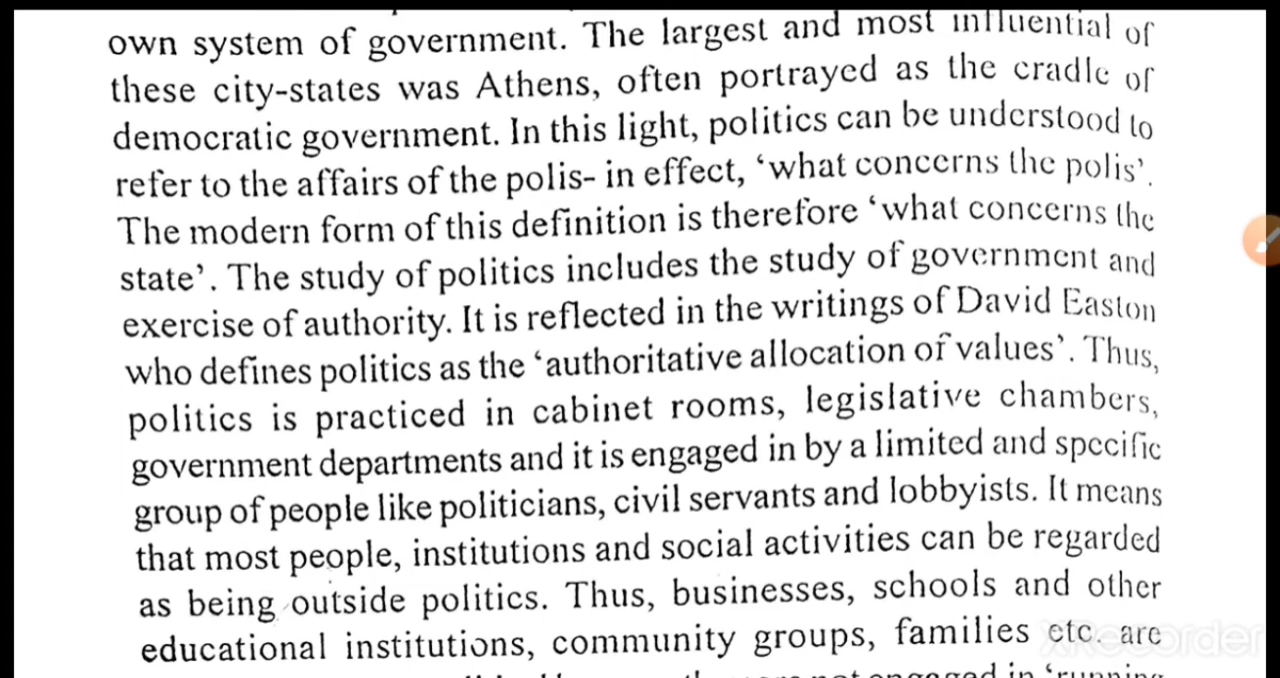 own system of government. The largest and most influential of
these city-states was Athens, often portrayed as the cradle of
democratic government. In this light, politics can be understood to
refer to the affairs of the polis- in effect, ‘what concerns the polis’.
The modern form of this definition is therefore ‘what concerns the
state’. The study of politics includes the study of government and
exercise of authority. It is reflected in the writings of David Easton
who defines politics as the ‘authoritative allocation of values’. Thus,
politics is practiced in cabinet rooms, legislative chambers,
government departments and it is engaged in by a limited and specific
group of people like politicians, civil servants and lobbyists. It means
that most people, institutions and social activities can be regarded
as being outside politics. Thus, businesses, schools and other
educational institutions, community groups, families etc. are
not engaged in ‘running
XRecorder